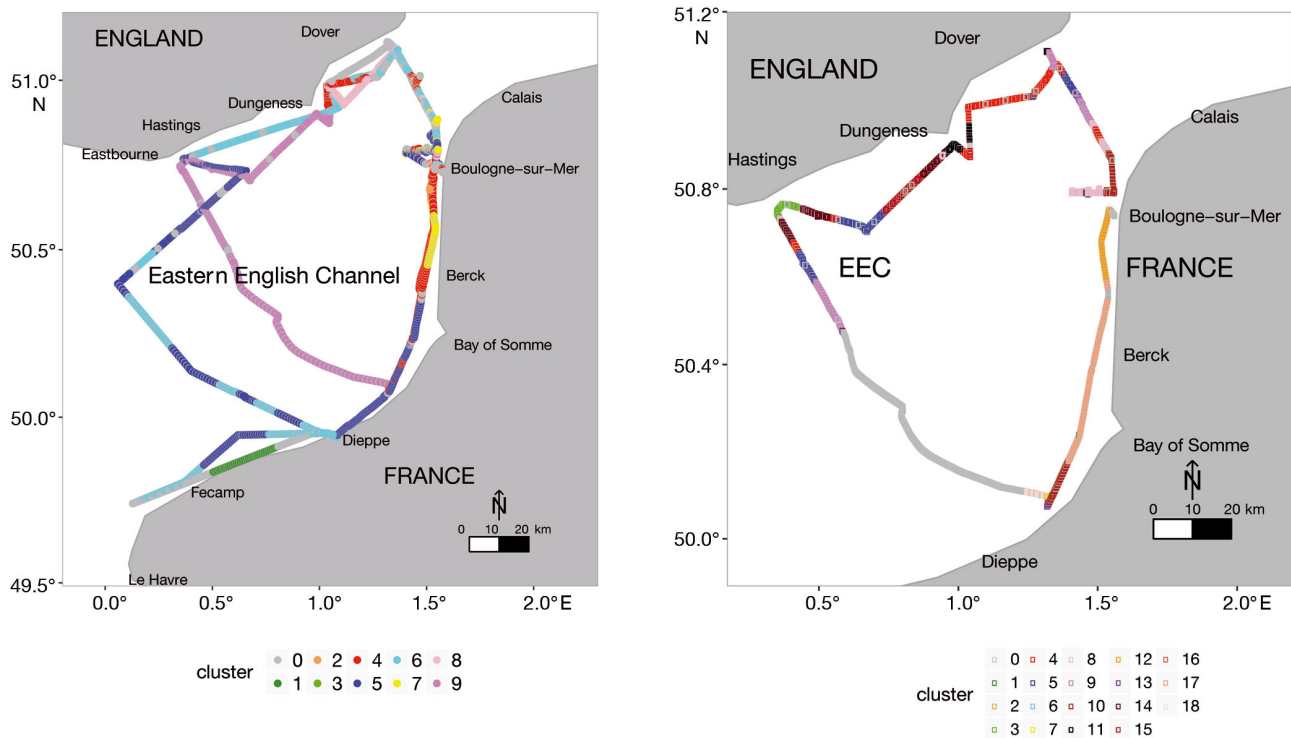 ENGLAND
Dover
51.0°
N
Dungeness
Calais
Hastings
Eastbourne
Boulogne-sur-Mer
50.5°
Eastern English Channel
Berck
Bay of Somme
50.0°
Dieppe
FRANCE
Fecamp
N
0 10 20 km
49.5°
Le Havre
0.0° 0.5° 1.0° 1.5° 2.0° E
cluster
0 2 4 6 8
1 3 5 7 9
51.2°
N
Dover
ENGLAND
Calais
Dungeness
Hastings
50.8°
Boulogne-sur-Mer
EEC
FRANCE
Berck
50.4°
Bay of Somme
N
0 10 20 km
50.0°
Dieppe
0.5° 1.0° 1.5° 2.0° E
cluster
0 4 8 12 16
1 5 9 13 17
2 6 10 14 18
3 7 11 15